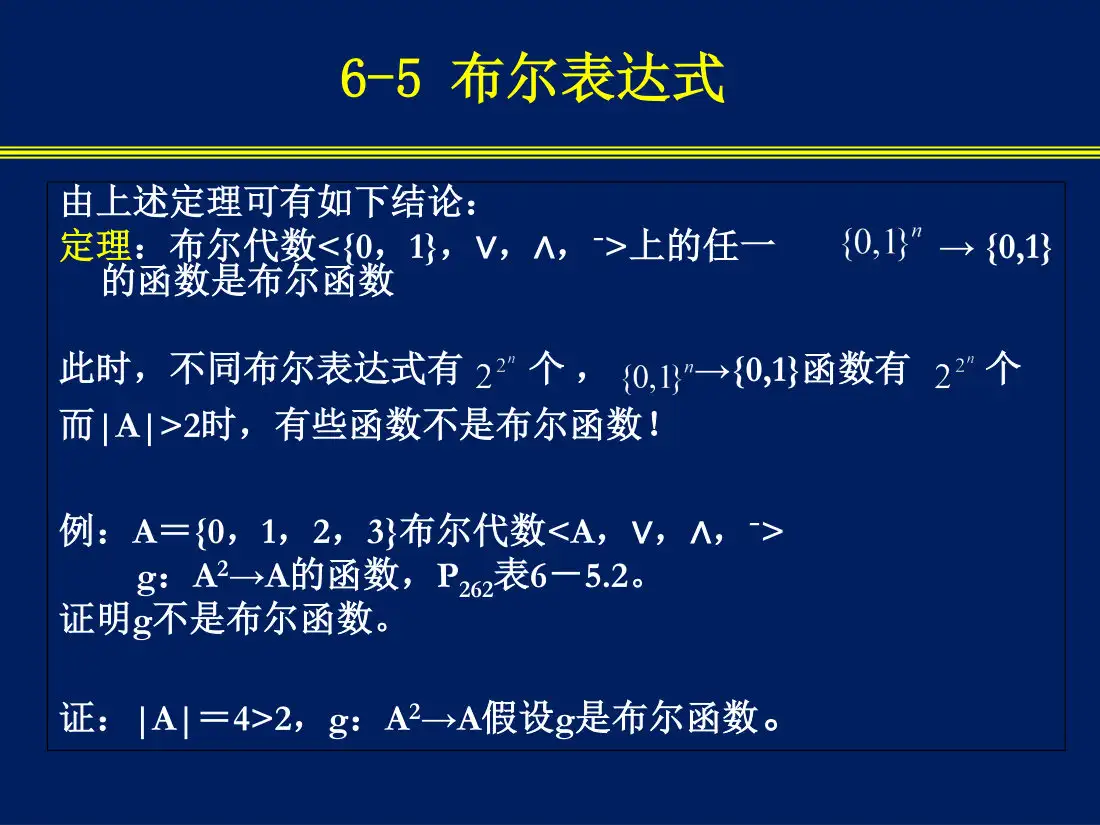 6-5 布尔表达式
由上述定理可有如下结论：
定理：布尔代数<{0，1}，∨，∧，⁻>上的任一 {0,1}ⁿ → {0,1}
的函数是布尔函数
此时，不同布尔表达式有 2^{2^n} 个 ， {0,1}ⁿ→{0,1}函数有 2^{2^n} 个
而|A|>2时，有些函数不是布尔函数！
例：A＝{0，1，2，3}布尔代数<A，∨，∧，⁻>
g：A²→A的函数，P₂₆₂表6－5.2。
证明g不是布尔函数。
证：|A|＝4>2，g：A²→A假设g是布尔函数。